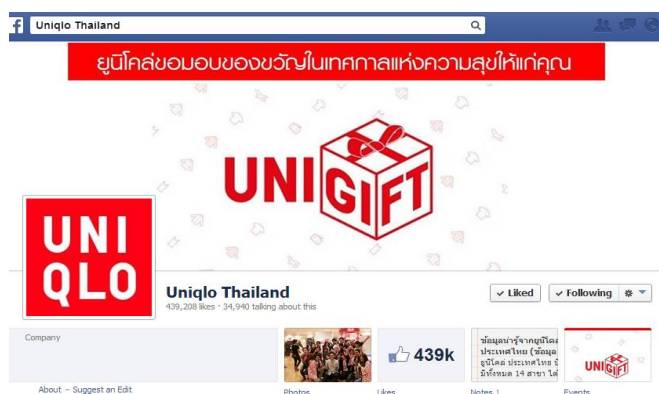 f Uniqlo Thailand
ยูนิโคล่ขอมอบของขวัญในเทศกาลแห่งความสุขให้แก่คุณ
UNIGIFT
UNI
QLO
Uniqlo Thailand
439,208 likes · 34,940 talking about this
Liked
Following
Company
439k
ข้อมูลน่ารู้จากยูนิโคล่
ประเทศไทย (ข้อมูล
ยูนิโคล่ ประเทศไทย
มีทั้งหมด 14 สาขา
UNIGIFT
About – Suggest an Edit
Photos
Likes
Notes 1
Events